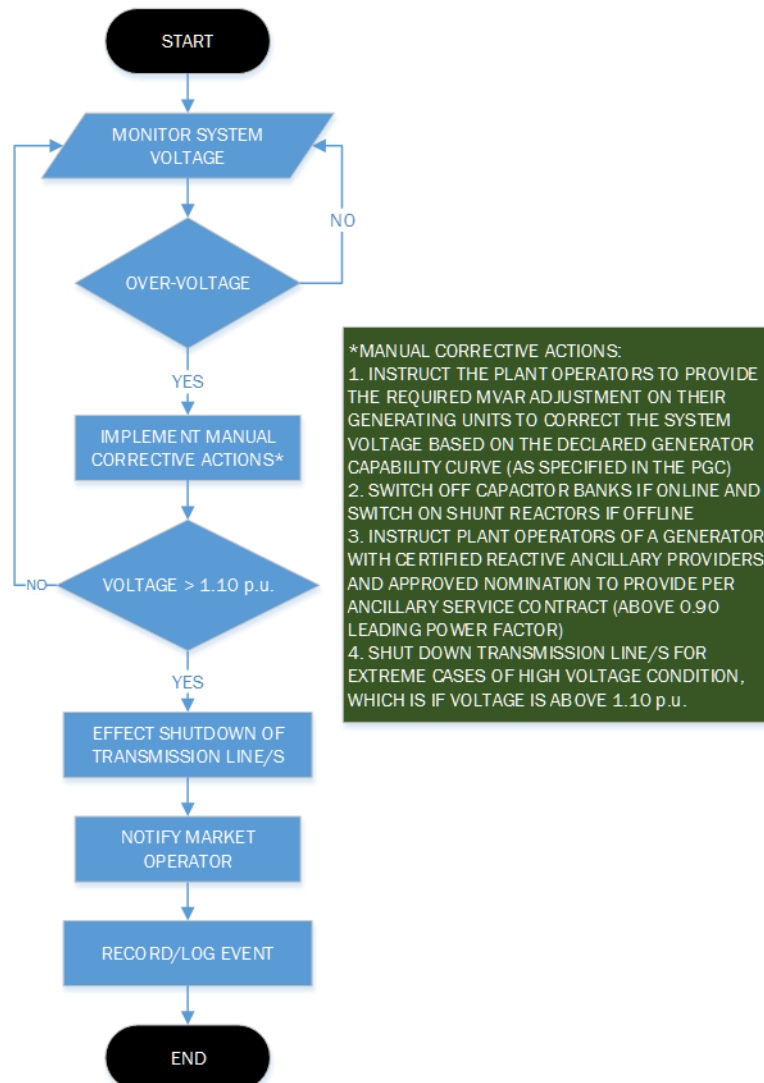 START
MONITOR SYSTEM
VOLTAGE
NO
OVER-VOLTAGE
YES
IMPLEMENT MANUAL
CORRECTIVE ACTIONS*
NO
VOLTAGE > 1.10 p.u.
YES
EFFECT SHUTDOWN OF
TRANSMISSION LINE/S
NOTIFY MARKET
OPERATOR
RECORD/LOG EVENT
END
*MANUAL CORRECTIVE ACTIONS:
1. INSTRUCT THE PLANT OPERATORS TO PROVIDE
THE REQUIRED MVAR ADJUSTMENT ON THEIR
GENERATING UNITS TO CORRECT THE SYSTEM
VOLTAGE BASED ON THE DECLARED GENERATOR
CAPABILITY CURVE (AS SPECIFIED IN THE PGC)
2. SWITCH OFF CAPACITOR BANKS IF ONLINE AND
SWITCH ON SHUNT REACTORS IF OFFLINE
3. INSTRUCT PLANT OPERATORS OF A GENERATOR
WITH CERTIFIED REACTIVE ANCILLARY PROVIDERS
AND APPROVED NOMINATION TO PROVIDE PER
ANCILLARY SERVICE CONTRACT (ABOVE 0.90
LEADING POWER FACTOR)
4. SHUT DOWN TRANSMISSION LINE/S FOR
EXTREME CASES OF HIGH VOLTAGE CONDITION,
WHICH IS IF VOLTAGE IS ABOVE 1.10 p.u.